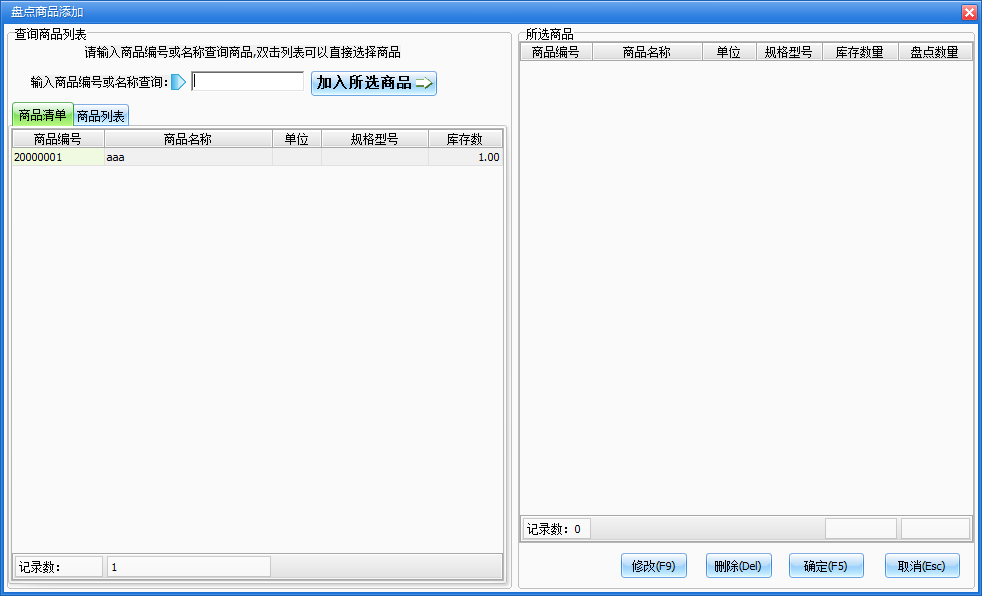 盘点商品添加
查询商品列表
请输入商品编号或名称查询商品,双击列表可以直接选择商品
输入商品编号或名称查询:
加入所选商品
商品清单 商品列表
商品编号 商品名称 单位 规格型号 库存数
20000001 aaa 1.00
记录数: 1
所选商品
商品编号 商品名称 单位 规格型号 库存数量 盘点数量
记录数: 0
修改(F9) 删除(Del) 确定(F5) 取消(Esc)